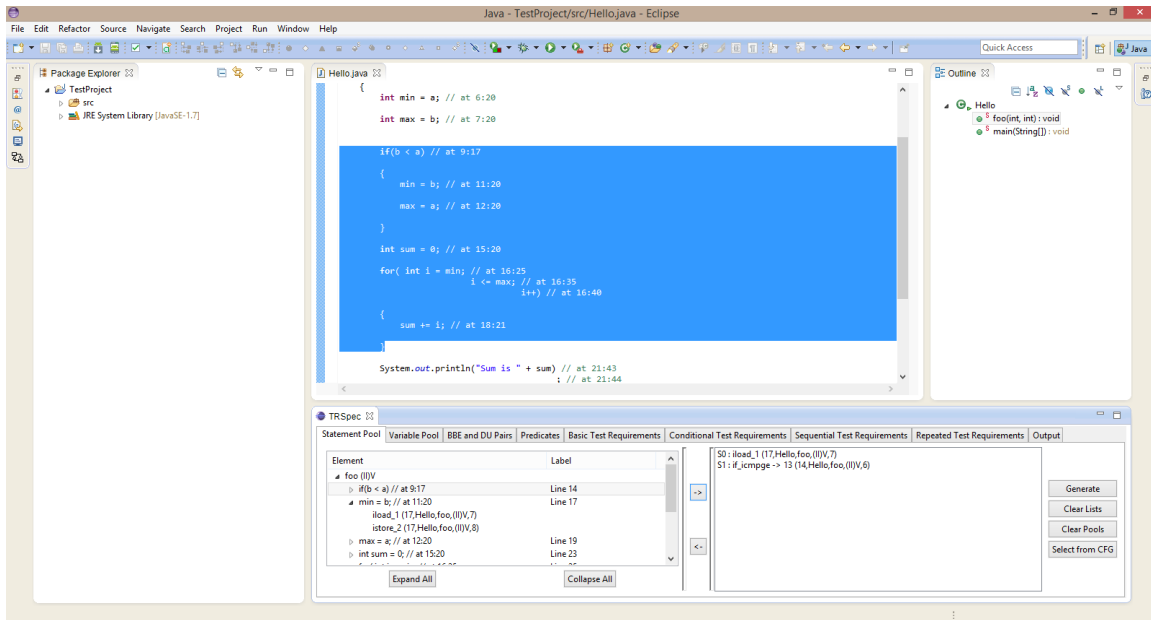 Java - TestProject/src/Hello.java - Eclipse
File Edit Refactor Source Navigate Search Project Run Window Help
Quick Access
Java
Package Explorer
TestProject
src
JRE System Library [JavaSE-1.7]
Hello.java
{
int min = a; // at 6:20
int max = b; // at 7:20
if(b < a) // at 9:17
{
min = b; // at 11:20
max = a; // at 12:20
}
int sum = 0; // at 15:20
for( int i = min; // at 16:25
i <= max; // at 16:35
i++) // at 16:40
{
sum += i; // at 18:21
}
System.out.println("Sum is " + sum) // at 21:43
; // at 21:44
Outline
Hello
foo(int, int) : void
main(String[]) : void
TRSpec
Statement Pool Variable Pool BBE and DU Pairs Predicates Basic Test Requirements Conditional Test Requirements Sequential Test Requirements Repeated Test Requirements Output
Element Label
foo (II)V
if(b < a) // at 9:17 Line 14
min = b; // at 11:20 Line 17
iload_1 (17,Hello,foo,(II)V,7)
istore_2 (17,Hello,foo,(II)V,8)
max = a; // at 12:20 Line 19
int sum = 0; // at 15:20 Line 23
Expand All Collapse All
->
<-
S0 : iload_1 (17,Hello,foo,(II)V,7)
S1 : if_icmpge -> 13 (14,Hello,foo,(II)V,6)
Generate
Clear Lists
Clear Pools
Select from CFG